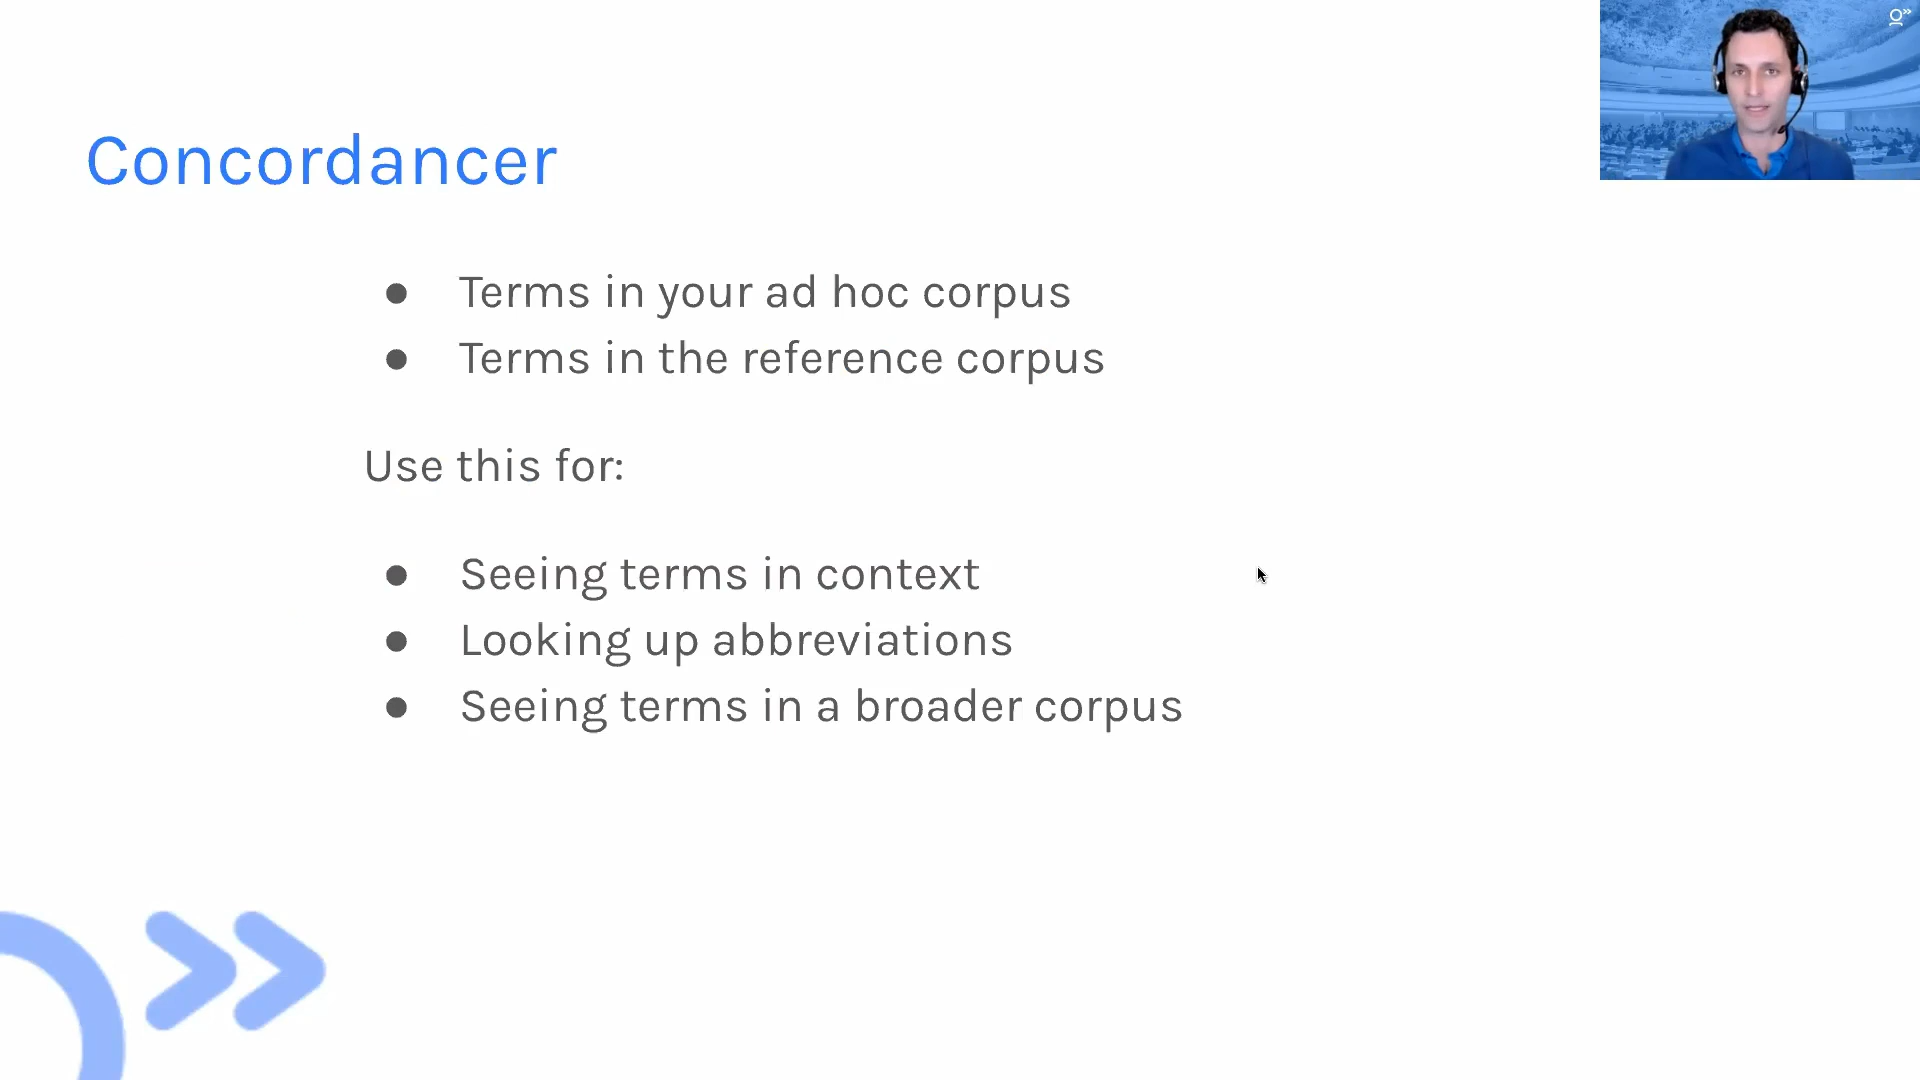 Concordancer
● Terms in your ad hoc corpus
● Terms in the reference corpus
Use this for:
● Seeing terms in context
● Looking up abbreviations
● Seeing terms in a broader corpus